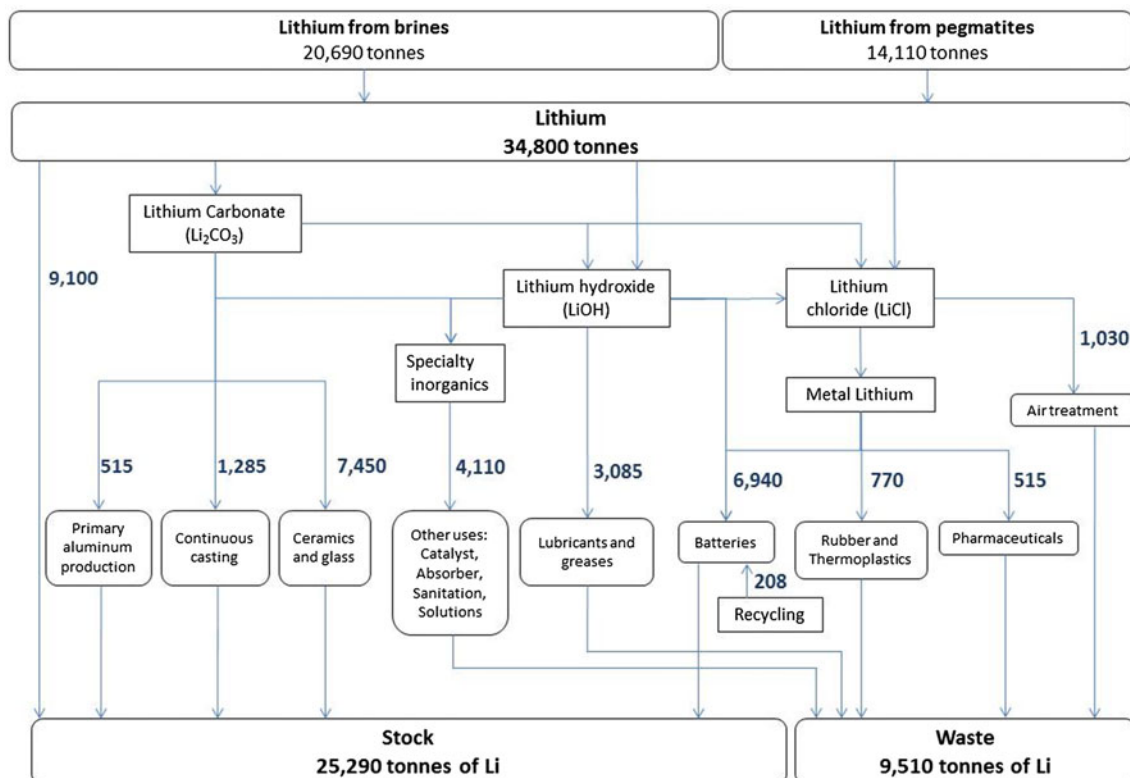 Lithium from brines
20,690 tonnes
Lithium from pegmatites
14,110 tonnes
Lithium
34,800 tonnes
Lithium Carbonate
(Li₂CO₃)
9,100
Lithium hydroxide
(LiOH)
Lithium
chloride (LiCl)
1,030
Specialty
inorganics
Metal Lithium
Air treatment
515
1,285
7,450
4,110
3,085
6,940
770
515
Primary
aluminum
production
Continuous
casting
Ceramics
and glass
Other uses:
Catalyst,
Absorber,
Sanitation,
Solutions
Lubricants and
greases
Batteries
Rubber and
Thermoplastics
Pharmaceuticals
208
Recycling
Stock
25,290 tonnes of Li
Waste
9,510 tonnes of Li